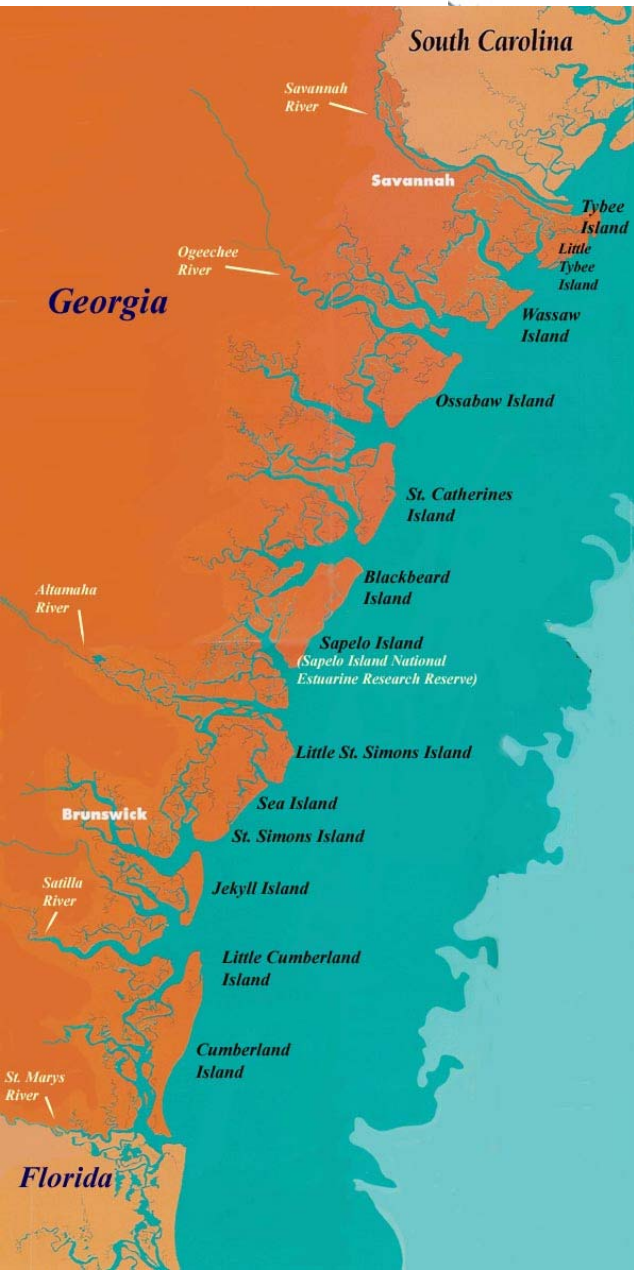 South Carolina
Savannah
River
Savannah
Tybee
Island
Little
Tybee
Island
Ogeechee
River
Georgia
Wassaw
Island
Ossabaw Island
St. Catherines
Island
Blackbeard
Island
Altamaha
River
Sapelo Island
(Sapelo Island National
Estuarine Research Reserve)
Little St. Simons Island
Sea Island
Brunswick
St. Simons Island
Satilla
River
Jekyll Island
Little Cumberland
Island
Cumberland
Island
St. Marys
River
Florida